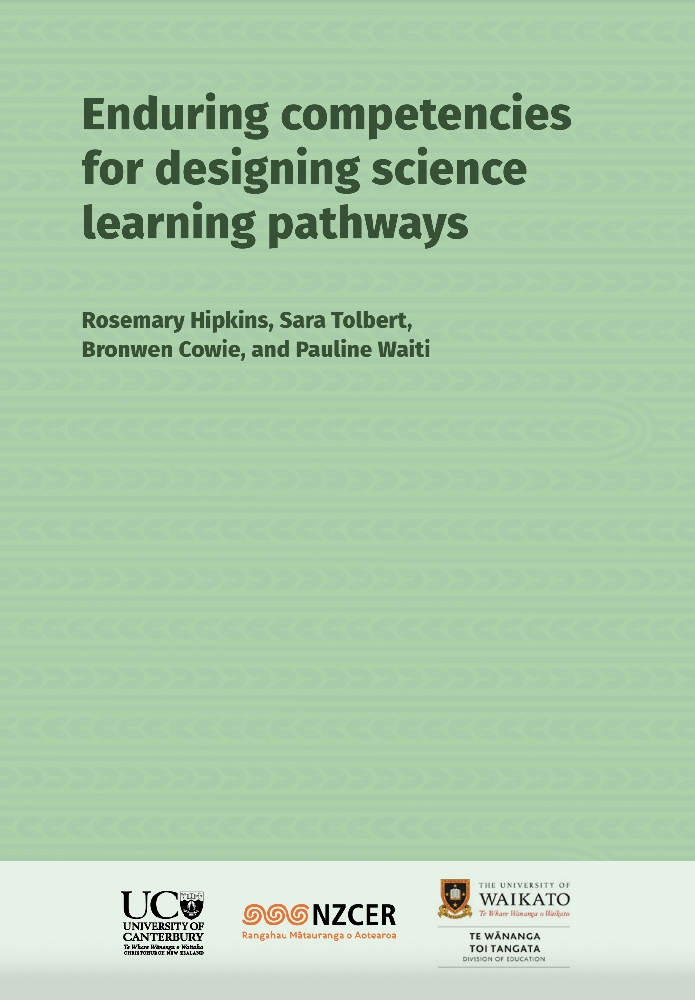 Enduring competencies
for designing science
learning pathways
Rosemary Hipkins, Sara Tolbert,
Bronwen Cowie, and Pauline Waiti
UC
UNIVERSITY OF
CANTERBURY
Te Whare Wānanga o Waitaha
CHRISTCHURCH NEW ZEALAND
NZCER
Rangahau Mātauranga o Aotearoa
THE UNIVERSITY OF
WAIKATO
Te Whare Wānanga o Waikato
TE WĀNANGA
TOI TANGATA
DIVISION OF EDUCATION